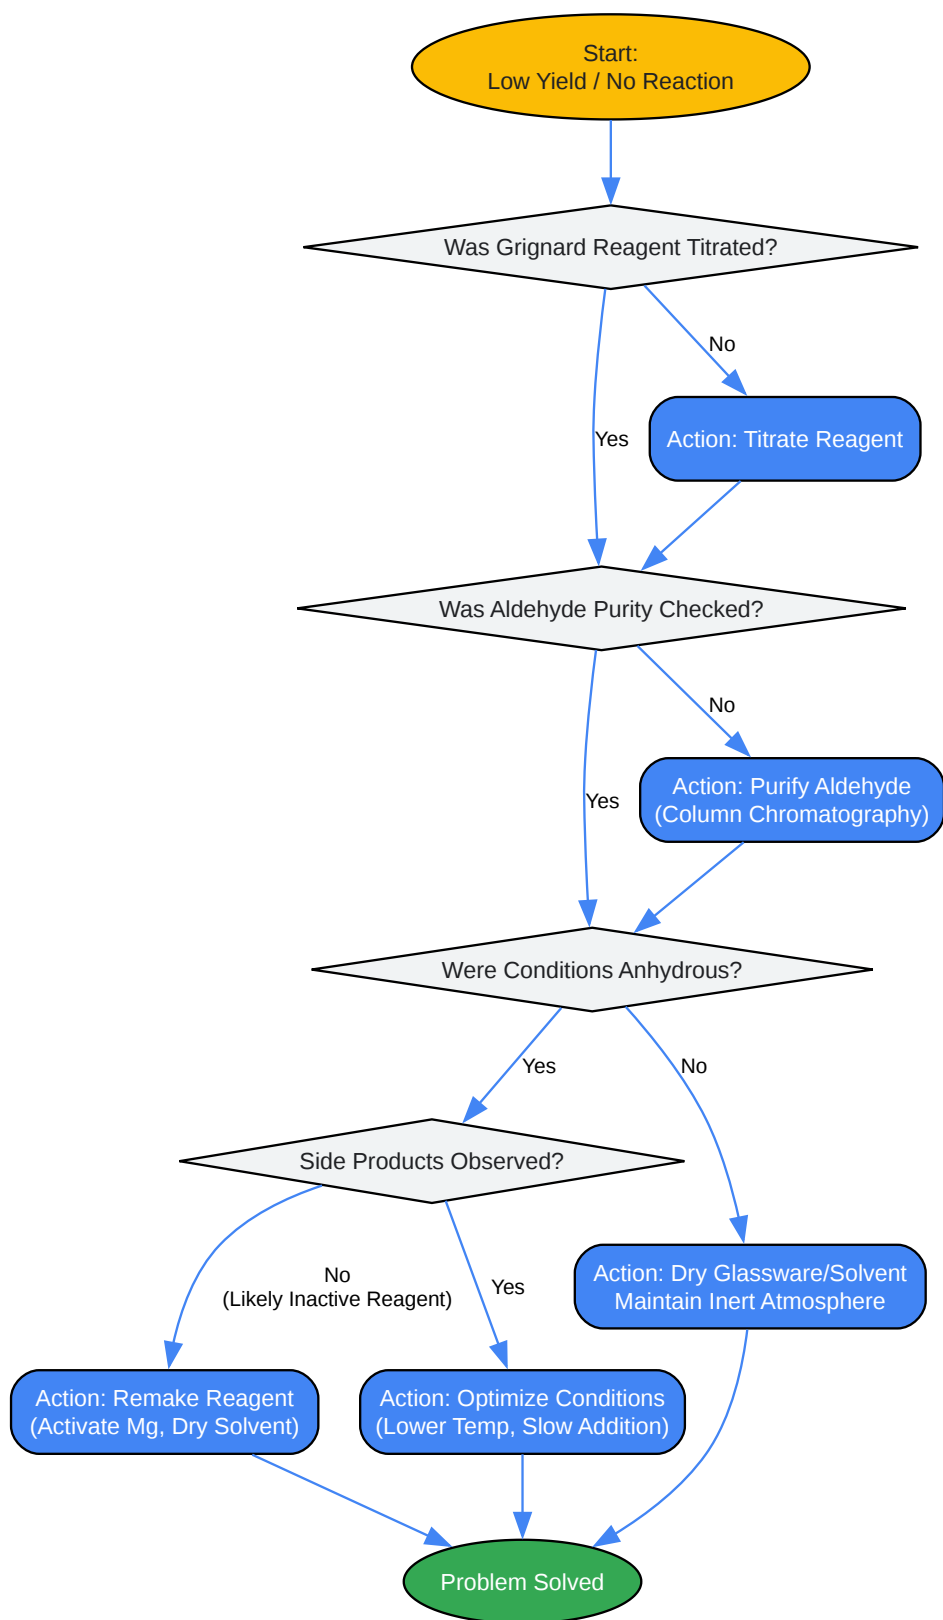 Start:
Low Yield / No Reaction
Was Grignard Reagent Titrated?
No
Yes
Action: Titrate Reagent
Was Aldehyde Purity Checked?
No
Yes
Action: Purify Aldehyde
(Column Chromatography)
Were Conditions Anhydrous?
Yes
No
Side Products Observed?
No
(Likely Inactive Reagent)
Yes
Action: Dry Glassware/Solvent
Maintain Inert Atmosphere
Action: Remake Reagent
(Activate Mg, Dry Solvent)
Action: Optimize Conditions
(Lower Temp, Slow Addition)
Problem Solved